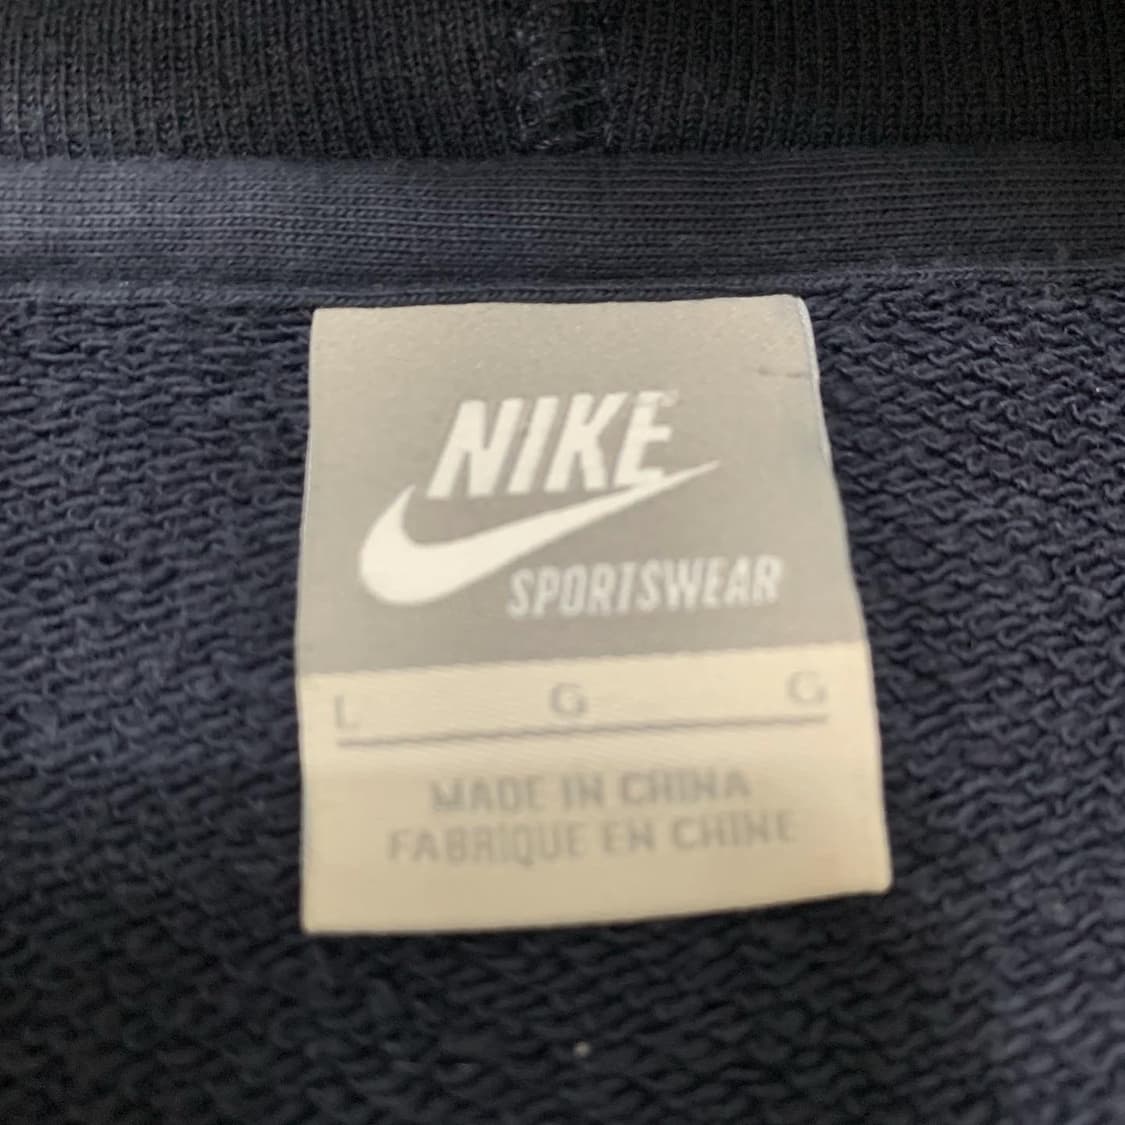 NIKE
SPORTSWEAR
L G G
MADE IN CHINA
FABRIQUE EN CHINE